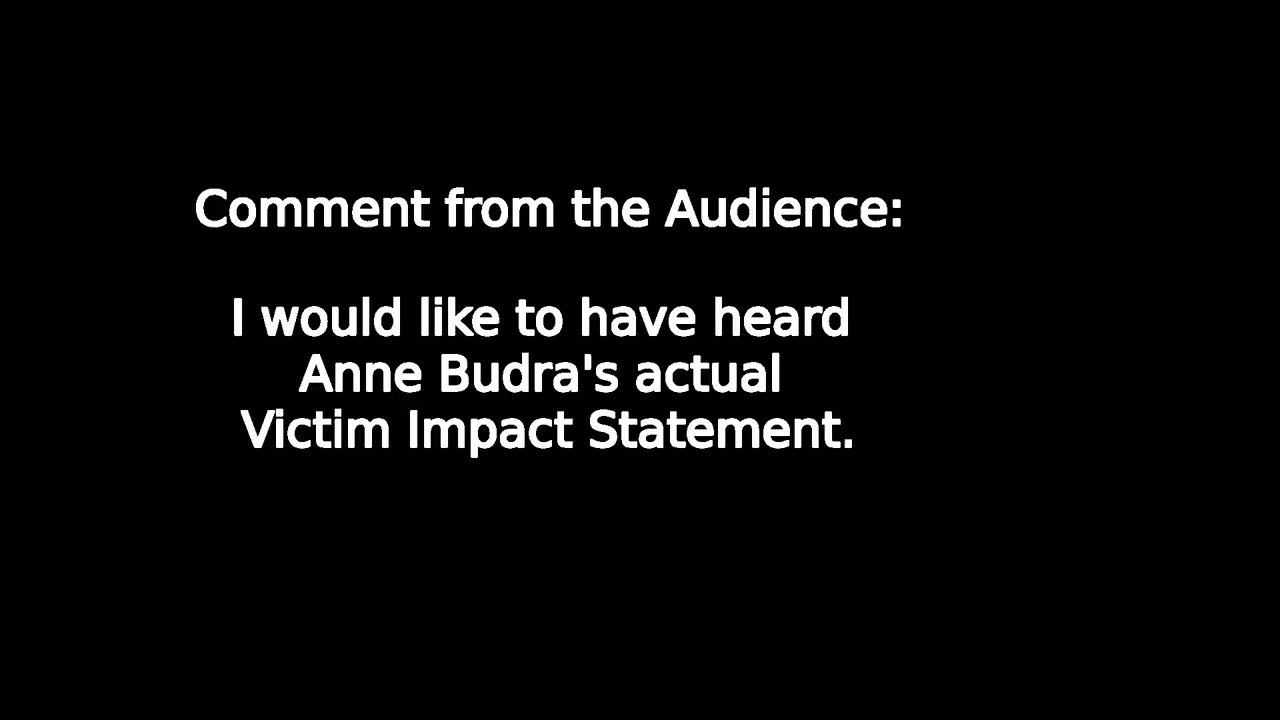 Comment from the Audience:
I would like to have heard
Anne Budra's actual
Victim Impact Statement.